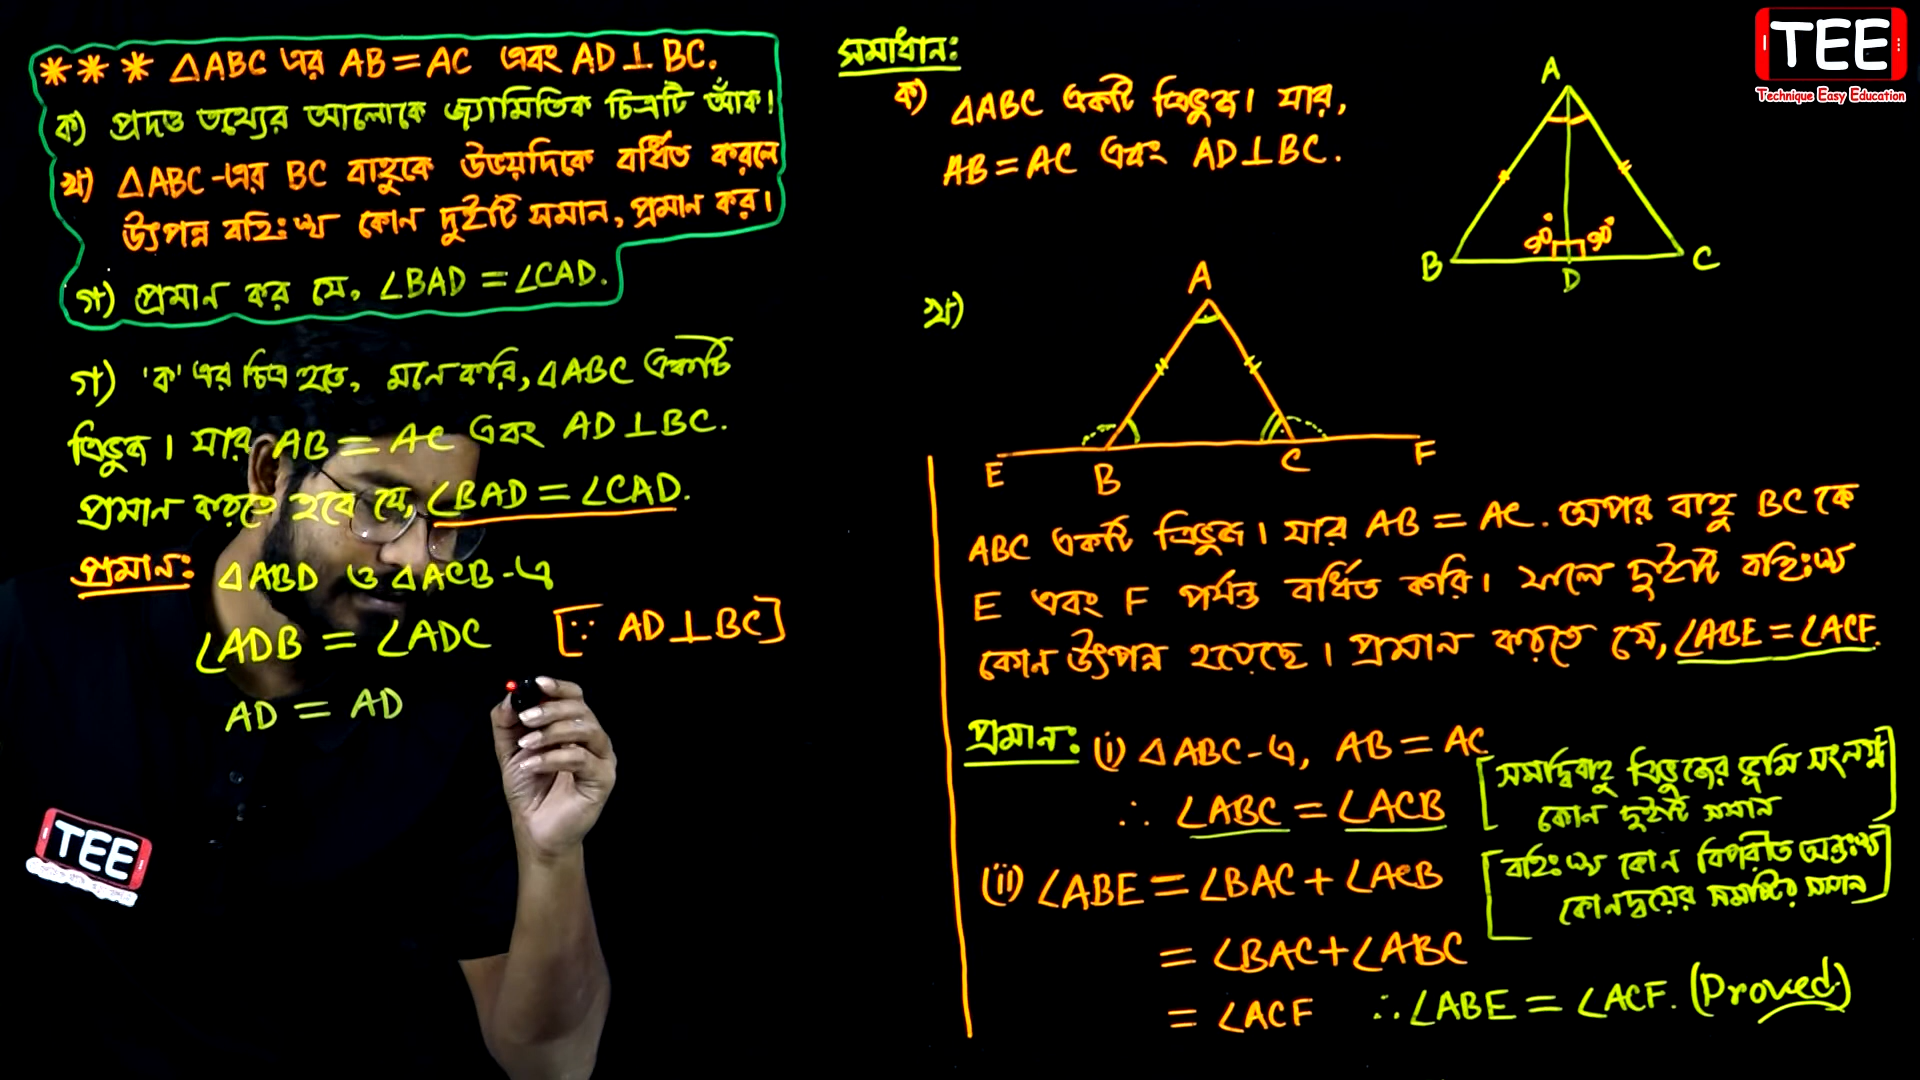 *** △ABC এর AB = AC এবং AD⊥BC.
ক) প্রদত্ত তথ্যের আলোকে জ্যামিতিক চিত্রটি আঁক।
খ) △ABC-এর BC বাহুকে উভয়দিকে বর্ধিত করলে
উৎপন্ন বহিঃস্থ কোন দুইটি সমান, প্রমান কর।
গ) প্রমান কর যে, ∠BAD = ∠CAD.
গ) 'ক' এর চিত্র হতে, মনে করি, △ABC একটি
ত্রিভুজ। যার AB = AC এবং AD⊥BC.
প্রমান করতে হবে যে, ∠BAD = ∠CAD.
প্রমান: △ABD ও △ACB-এ
∠ADB = ∠ADC [∵ AD⊥BC]
AD = AD
TEE
সমাধান:
ক) △ABC একটি ত্রিভুজ। যার,
AB = AC এবং AD⊥BC.
A
90° 90°
B D C
TEE
Technique Easy Education
খ)
A
E B C F
ABC একটি ত্রিভুজ। যার AB = AC. অপর বাহু BC কে
E এবং F পর্যন্ত বর্ধিত করি। ফলে দুইটি বহিঃস্থ
কোন উৎপন্ন হয়েছে। প্রমান করতে যে, ∠ABE = ∠ACF.
প্রমান: (i) △ABC-এ, AB = AC
∴ ∠ABC = ∠ACB
[সমদ্বিবাহু ত্রিভুজের ভূমি সংলগ্ন
কোন দুইটি সমান]
(ii) ∠ABE = ∠BAC + ∠ACB
[বহিঃস্থ কোন বিপরীত অন্তঃস্থ
কোনদ্বয়ের সমষ্টির সমান]
= ∠BAC + ∠ABC
= ∠ACF ∴ ∠ABE = ∠ACF. (Proved)